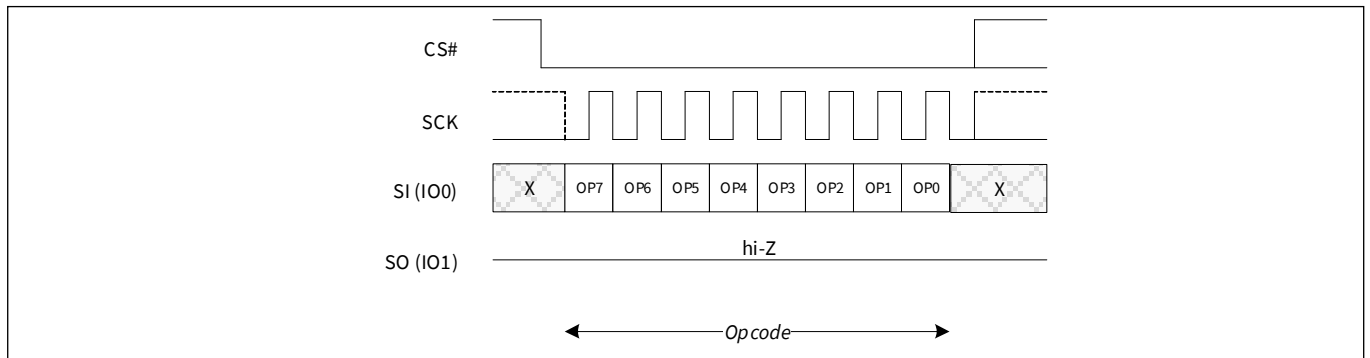 CS#
SCK
SI (IO0) X OP7 OP6 OP5 OP4 OP3 OP2 OP1 OP0 X
hi-Z
SO (IO1)
Opcode